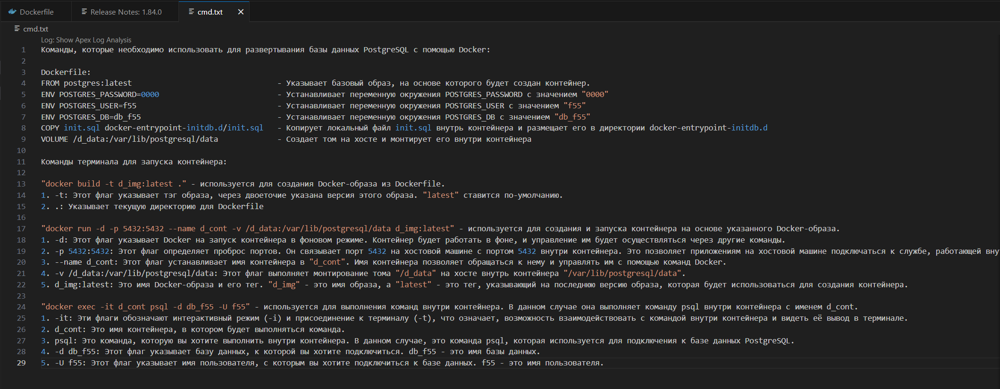 Dockerfile
Release Notes: 1.84.0
cmd.txt
cmd.txt
Log: Show Apex Log Analysis
1 Команды, которые необходимо использовать для развертывания базы данных PostgreSQL с помощью Docker:
2
3 Dockerfile:
4 FROM postgres:latest - Указывает базовый образ, на основе которого будет создан контейнер.
5 ENV POSTGRES_PASSWORD=0000 - Устанавливает переменную окружения POSTGRES_PASSWORD с значением "0000"
6 ENV POSTGRES_USER=f55 - Устанавливает переменную окружения POSTGRES_USER с значением "f55"
7 ENV POSTGRES_DB=db_f55 - Устанавливает переменную окружения POSTGRES_DB с значением "db_f55"
8 COPY init.sql docker-entrypoint-initdb.d/init.sql - Копирует локальный файл init.sql внутрь контейнера и размещает его в директории docker-entrypoint-initdb.d
9 VOLUME /d_data:/var/lib/postgresql/data - Создает том на хосте и монтирует его внутри контейнера
10
11 Команды терминала для запуска контейнера:
12
13 "docker build -t d_img:latest ." - используется для создания Docker-образа из Dockerfile.
14 1. -t: Этот флаг указывает тэг образа, через двоеточие указана версия этого образа. "latest" ставится по-умолчанию.
15 2. .: Указывает текущую директорию для Dockerfile
16
17 "docker run -d -p 5432:5432 --name d_cont -v /d_data:/var/lib/postgresql/data d_img:latest" - используется для создания и запуска контейнера на основе указанного Docker-образа.
18 1. -d: Этот флаг указывает Docker на запуск контейнера в фоновом режиме. Контейнер будет работать в фоне, и управление им будет осуществляться через другие команды.
19 2. -p 5432:5432: Этот флаг определяет проброс портов. Он связывает порт 5432 на хостовой машине с портом 5432 внутри контейнера. Это позволяет приложениям на хостовой машине подключаться к службе, работающей вну
20 3. --name d_cont: Этот флаг устанавливает имя контейнера в "d_cont". Имя контейнера позволяет обращаться к нему и управлять им с помощью команд Docker.
21 4. -v /d_data:/var/lib/postgresql/data: Этот флаг выполняет монтирование тома "/d_data" на хосте внутрь контейнера "/var/lib/postgresql/data".
22 5. d_img:latest: Это имя Docker-образа и его тег. "d_img" - это имя образа, а "latest" - это тег, указывающий на последнюю версию образа, которая будет использоваться для создания контейнера.
23
24 "docker exec -it d_cont psql -d db_f55 -U f55" - используется для выполнения команд внутри контейнера. В данном случае она выполняет команду psql внутри контейнера с именем d_cont.
25 1. -it: Эти флаги обозначают интерактивный режим (-i) и присоединение к терминалу (-t), что означает, возможность взаимодействовать с командой внутри контейнера и видеть её вывод в терминале.
26 2. d_cont: Это имя контейнера, в котором будет выполняться команда.
27 3. psql: Это команда, которую вы хотите выполнить внутри контейнера. В данном случае, это команда psql, которая используется для подключения к базе данных PostgreSQL.
28 4. -d db_f55: Этот флаг указывает базу данных, к которой вы хотите подключиться. db_f55 - это имя базы данных.
29 5. -U f55: Этот флаг указывает имя пользователя, с которым вы хотите подключиться к базе данных. f55 - это имя пользователя.